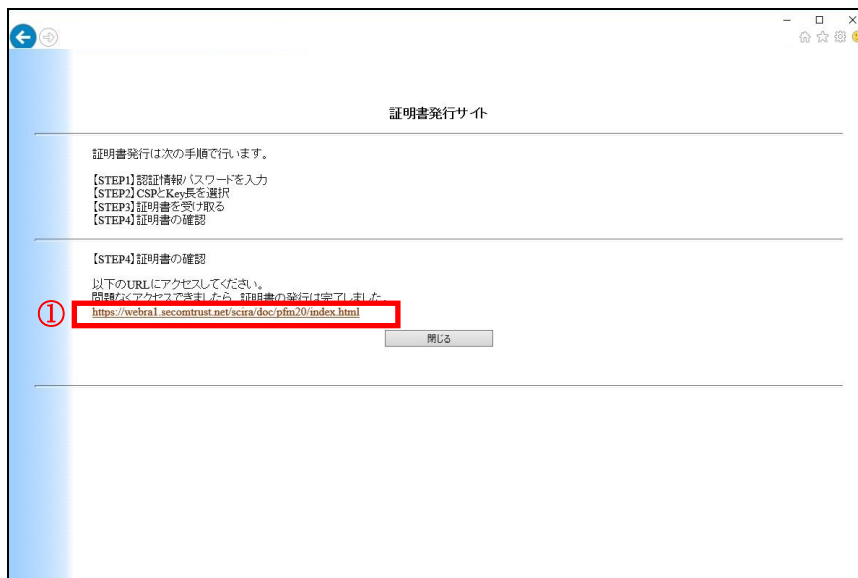 証明書発行サイト
証明書発行は次の手順で行います。
【STEP1】認証情報パスワードを入力
【STEP2】CSPとKey長を選択
【STEP3】証明書を受け取る
【STEP4】証明書の確認
【STEP4】証明書の確認
以下のURLにアクセスしてください。
問題なくアクセスできましたら、証明書の発行は完了しました。
①
https://webra1.secomtrust.net/scira/doc/pfm20/index.html
閉じる